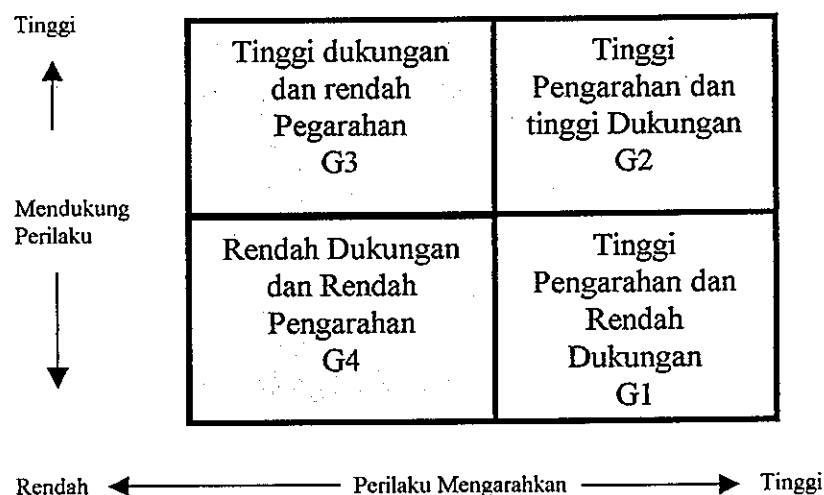 Tinggi
Tinggi dukungan
dan rendah
Pegarahan
G3
Tinggi
Pengarahan dan
tinggi Dukungan
G2
Mendukung
Perilaku
Rendah Dukungan
dan Rendah
Pengarahan
G4
Tinggi
Pengarahan dan
Rendah
Dukungan
G1
Rendah
Perilaku Mengarahkan
Tinggi